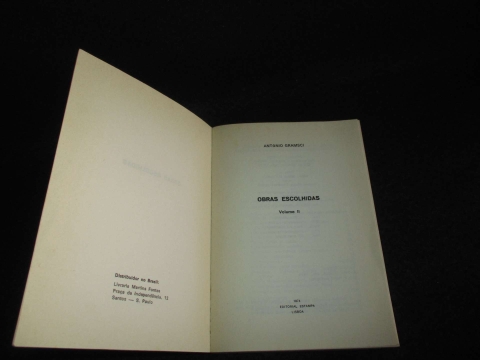 Distribuidor no Brasil:
Livraria Martins Fontes
Praça da Independência, 12
Santos — S. Paulo
ANTONIO GRAMSCI
OBRAS ESCOLHIDAS
Volume II
1974
EDITORIAL ESTAMPA
LISBOA